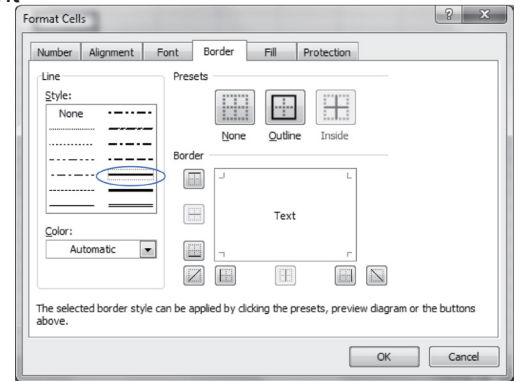 Format Cells
Number Alignment Font Border Fill Protection
Line
Style:
None
Presets
None Outline Inside
Border
Text
Color:
Automatic
The selected border style can be applied by clicking the presets, preview diagram or the buttons
above.
OK Cancel